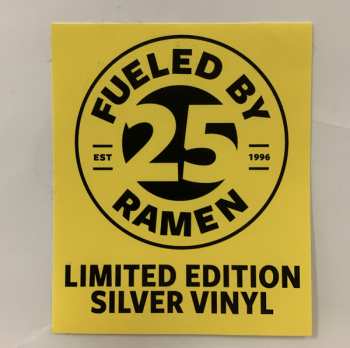 FUELED BY
25
EST 1996
RAMEN
LIMITED EDITION
SILVER VINYL